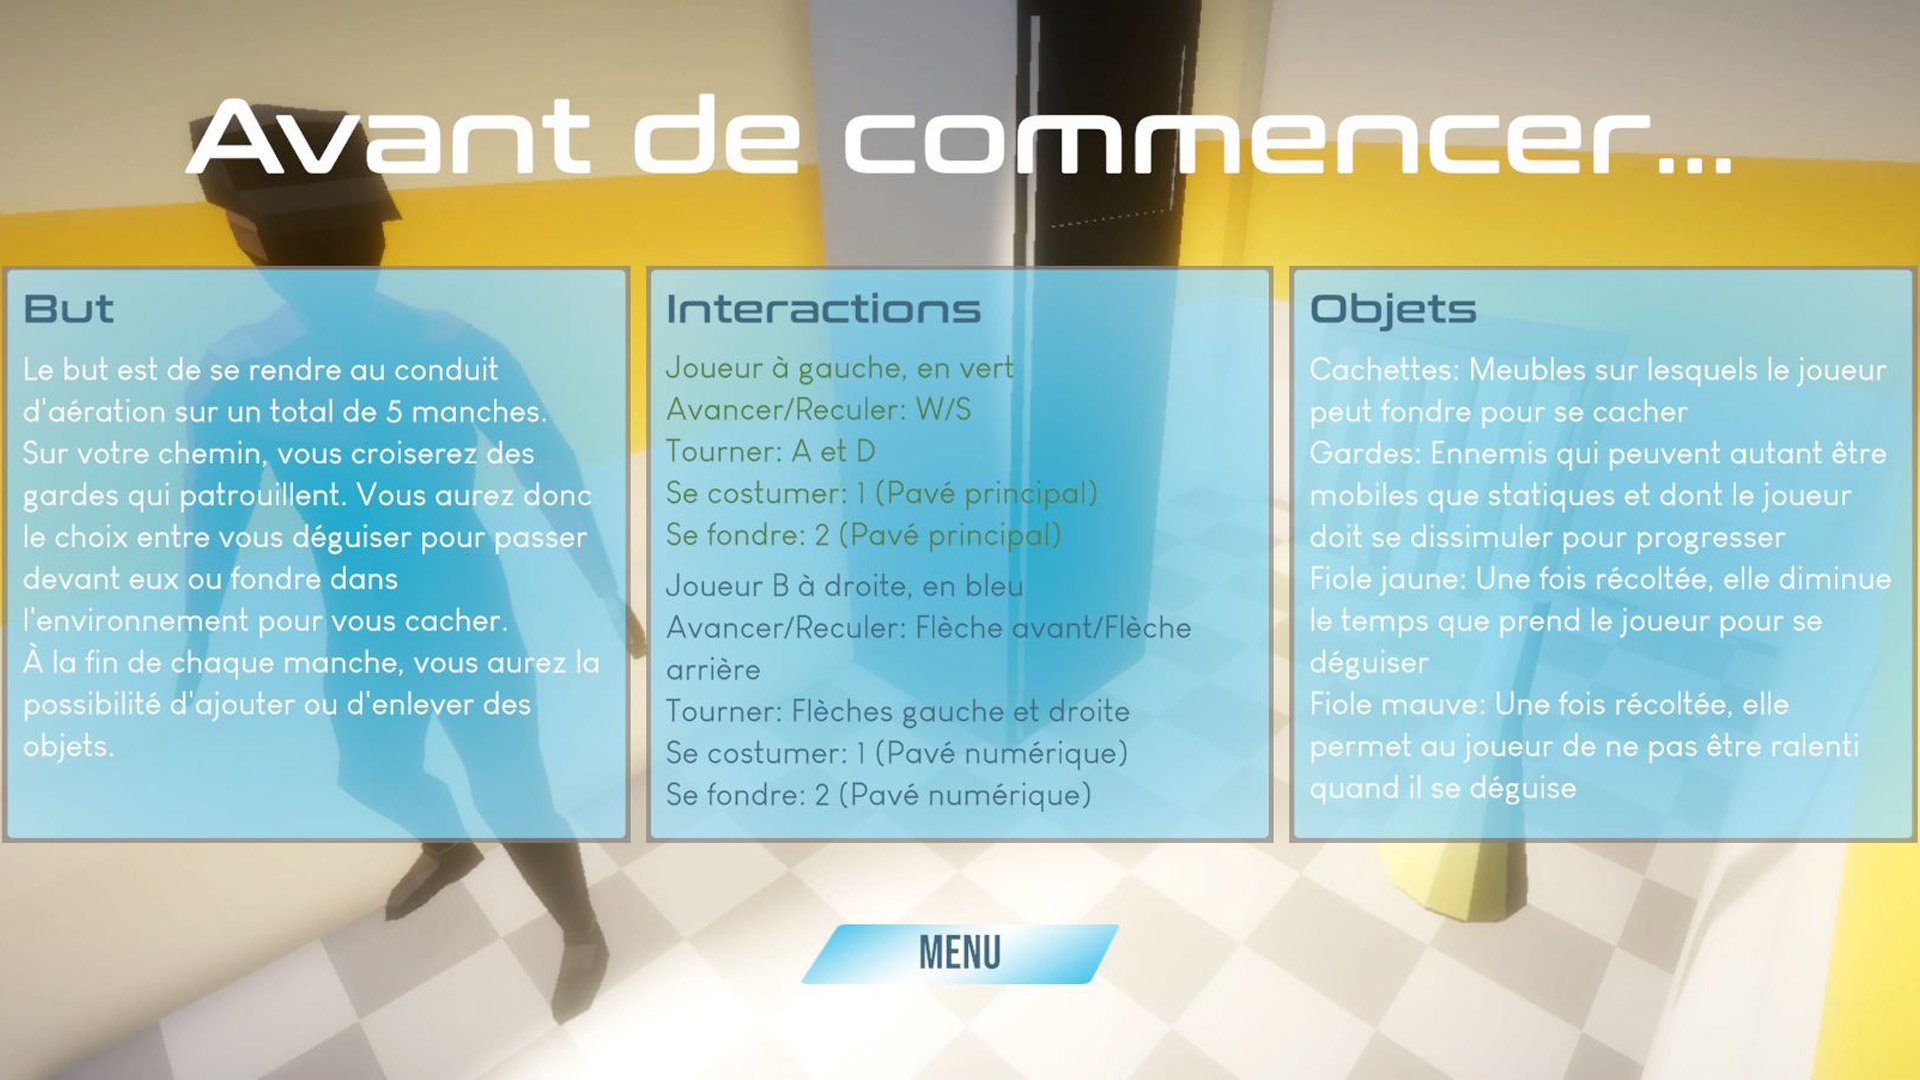 Avant de commencer...
But
Le but est de se rendre au conduit
d'aération sur un total de 5 manches.
Sur votre chemin, vous croiserez des
gardes qui patrouillent. Vous aurez donc
le choix entre vous déguiser pour passer
devant eux ou fondre dans
l'environnement pour vous cacher.
À la fin de chaque manche, vous aurez la
possibilité d'ajouter ou d'enlever des
objets.
Interactions
Joueur à gauche, en vert
Avancer/Reculer: W/S
Tourner: A et D
Se costumer: 1 (Pavé principal)
Se fondre: 2 (Pavé principal)
Joueur B à droite, en bleu
Avancer/Reculer: Flèche avant/Flèche
arrière
Tourner: Flèches gauche et droite
Se costumer: 1 (Pavé numérique)
Se fondre: 2 (Pavé numérique)
Objets
Cachettes: Meubles sur lesquels le joueur
peut fondre pour se cacher
Gardes: Ennemis qui peuvent autant être
mobiles que statiques et dont le joueur
doit se dissimuler pour progresser
Fiole jaune: Une fois récoltée, elle diminue
le temps que prend le joueur pour se
déguiser
Fiole mauve: Une fois récoltée, elle
permet au joueur de ne pas être ralenti
quand il se déguise
MENU